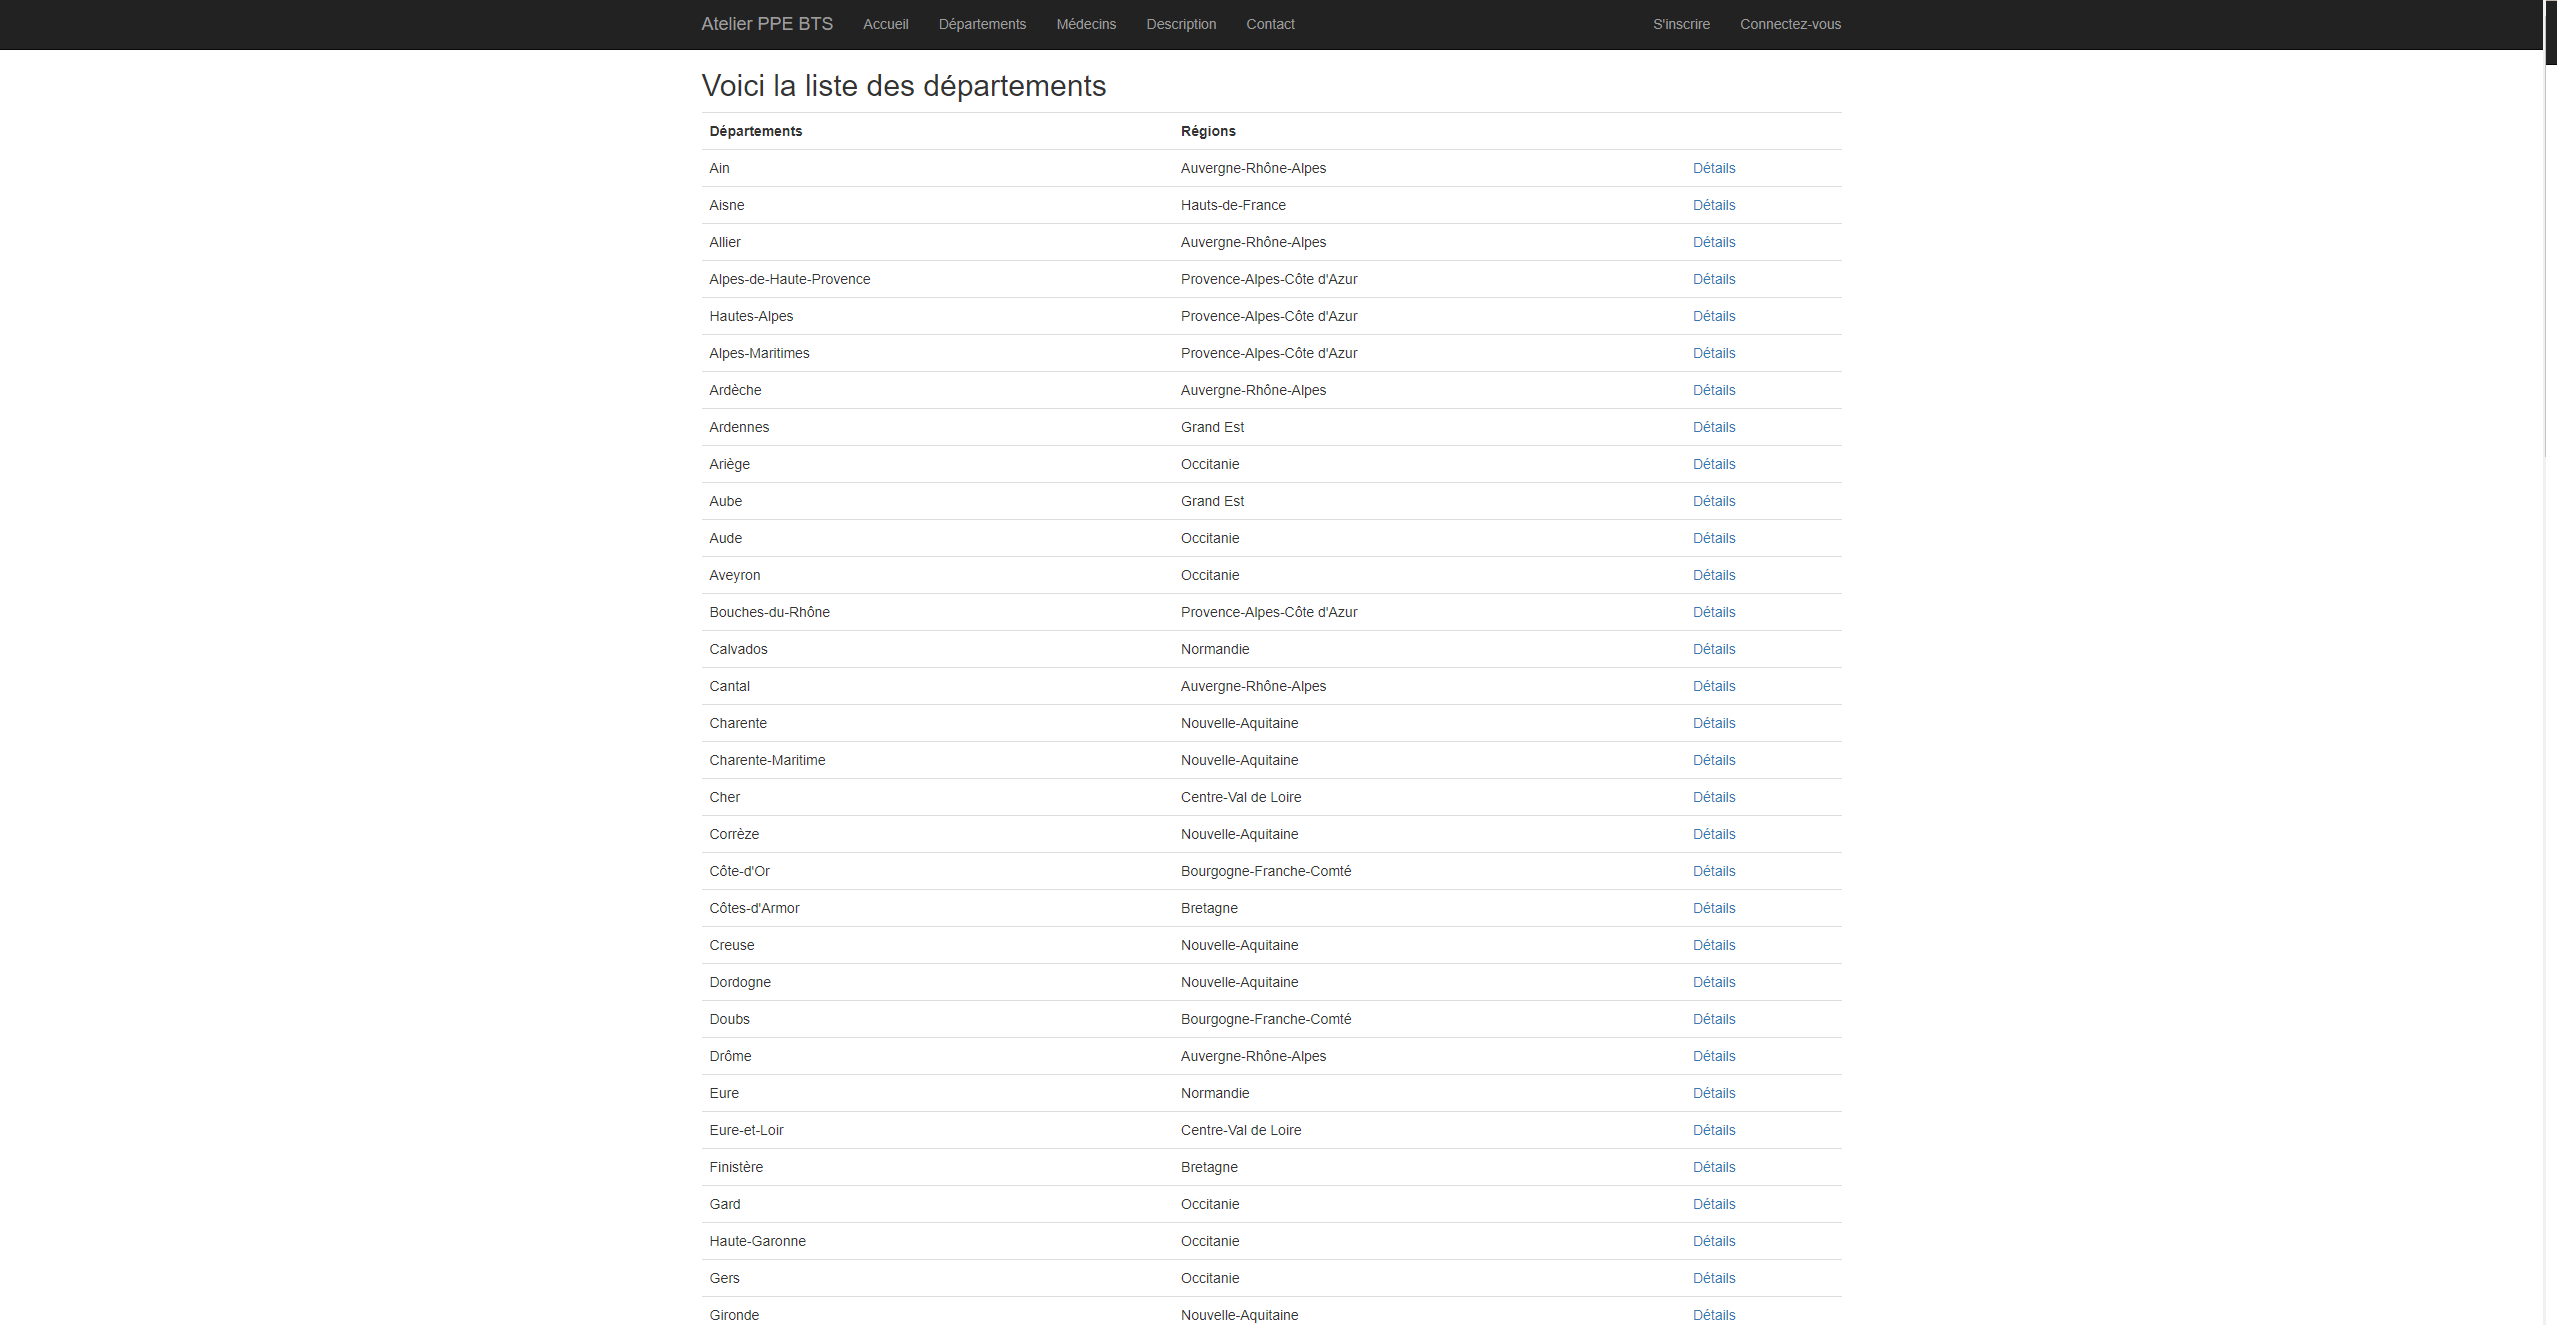 Atelier PPE BTS Accueil Départements Médecins Description Contact S'inscrire Connectez-vous
Voici la liste des départements
Départements Régions
Ain Auvergne-Rhône-Alpes Détails
Aisne Hauts-de-France Détails
Allier Auvergne-Rhône-Alpes Détails
Alpes-de-Haute-Provence Provence-Alpes-Côte d'Azur Détails
Hautes-Alpes Provence-Alpes-Côte d'Azur Détails
Alpes-Maritimes Provence-Alpes-Côte d'Azur Détails
Ardèche Auvergne-Rhône-Alpes Détails
Ardennes Grand Est Détails
Ariège Occitanie Détails
Aube Grand Est Détails
Aude Occitanie Détails
Aveyron Occitanie Détails
Bouches-du-Rhône Provence-Alpes-Côte d'Azur Détails
Calvados Normandie Détails
Cantal Auvergne-Rhône-Alpes Détails
Charente Nouvelle-Aquitaine Détails
Charente-Maritime Nouvelle-Aquitaine Détails
Cher Centre-Val de Loire Détails
Corrèze Nouvelle-Aquitaine Détails
Côte-d'Or Bourgogne-Franche-Comté Détails
Côtes-d'Armor Bretagne Détails
Creuse Nouvelle-Aquitaine Détails
Dordogne Nouvelle-Aquitaine Détails
Doubs Bourgogne-Franche-Comté Détails
Drôme Auvergne-Rhône-Alpes Détails
Eure Normandie Détails
Eure-et-Loir Centre-Val de Loire Détails
Finistère Bretagne Détails
Gard Occitanie Détails
Haute-Garonne Occitanie Détails
Gers Occitanie Détails
Gironde Nouvelle-Aquitaine Détails